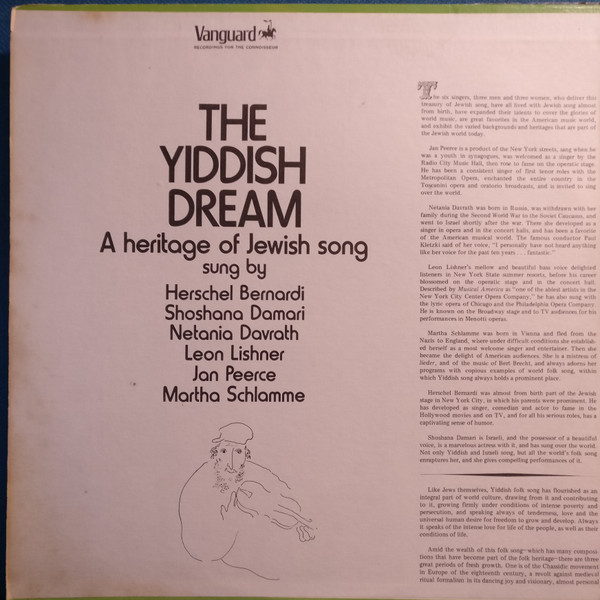 Vanguard
RECORDINGS FOR THE CONNOISSEUR
THE
YIDDISH
DREAM
A heritage of Jewish song
sung by
Herschel Bernardi
Shoshana Damari
Netania Davrath
Leon Lishner
Jan Peerce
Martha Schlamme
The six singers, three men and three women, who deliver this
treasury of Jewish song, have all lived with Jewish song almost
from birth, have expanded their talents to cover the glories of
world music, are great favorites in the American music world,
and exhibit the varied backgrounds and heritages that are part of
the Jewish world today.
Jan Peerce is a product of the New York streets, sang when he
was a youth in synagogues, was welcomed as a singer by the
Radio City Music Hall, then rose to fame on the operatic stage.
He has been a consistent singer of first tenor roles with the
Metropolitan Opera, enchanted the entire country in the
Toscanini opera and oratorio broadcasts, and is invited to sing
over the world.
Netania Davrath was born in Russia, was withdrawn with her
family during the Second World War to the Soviet Caucasus, and
went to Israel shortly after the war. There she developed as a
singer in opera and in the concert halls, and has been a favorite
of the American musical world. The famous conductor Paul
Kletzki said of her voice, "I personally have not heard anything
like her voice for the past ten years . . . fantastic."
Leon Lishner's mellow and beautiful bass voice delighted
listeners in New York State summer resorts, before his career
blossomed on the operatic stage and in the concert hall.
Described by Musical America as "one of the ablest artists in the
New York City Center Opera Company," he has also sung with
the lyric opera of Chicago and the Philadelphia Opera Company.
He is known on the Broadway stage and to TV audiences for his
performances in Menotti operas.
Martha Schlamme was born in Vienna and fled from the
Nazis to England, where under difficult conditions she establish-
ed herself as a most welcome singer and entertainer. Then she
became the delight of American audiences. She is a mistress of
lieder, and of the music of Bert Brecht, and always adorns her
programs with copious examples of world folk song, within
which Yiddish song always holds a prominent place.
Herschel Bernardi was almost from birth part of the Jewish
stage in New York City, in which his parents were prominent. He
has developed as singer, comedian and actor to fame in the
Hollywood movies and on TV, and for all his serious roles, has a
captivating sense of humor.
Shoshana Damari is Israeli, and the possessor of a beautiful
voice, is a marvelous actress with it, and has sung over the world.
Not only Yiddish and Israeli song, but all the world's folk song
enraptures her, and she gives compelling performances of it.
Like Jews themselves, Yiddish folk song has flourished as an
integral part of world culture, drawing from it and contributing
to it, growing firmly under conditions of intense poverty and
persecution, and speaking always of tenderness, love and the
universal human desire for freedom to grow and develop. Always
it speaks of the intense love for life of the people, as well as their
conditions of life.
Amid the wealth of this folk song—which has many composi-
tions that have become part of the folk heritage—there are three
great periods of fresh growth. One is of the Chassidic movement
in Europe of the eighteenth century, a revolt against medieval
ritual formalism in its dancing joy and visionary, almost personal